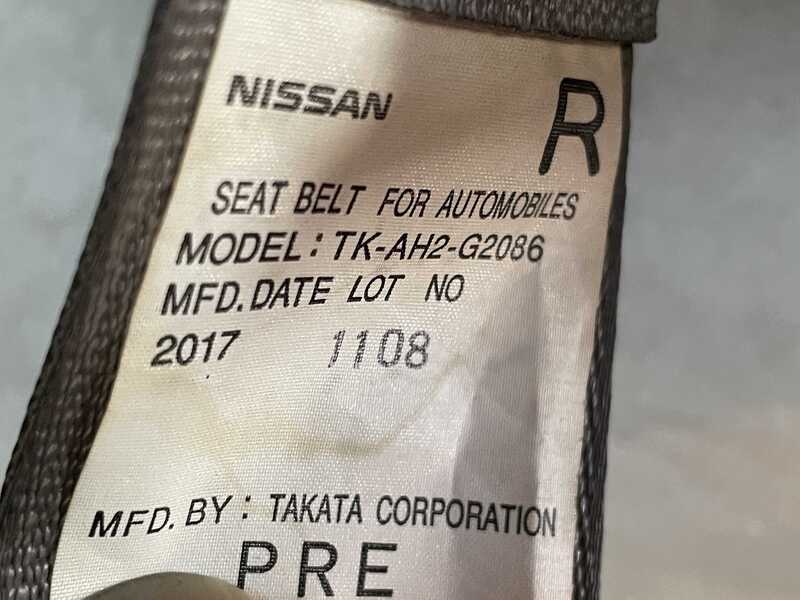 NISSAN
R
SEAT BELT FOR AUTOMOBILES
MODEL: TK-AH2-G2086
MFD. DATE LOT NO
2017 1108
MFD. BY: TAKATA CORPORATION
PRE